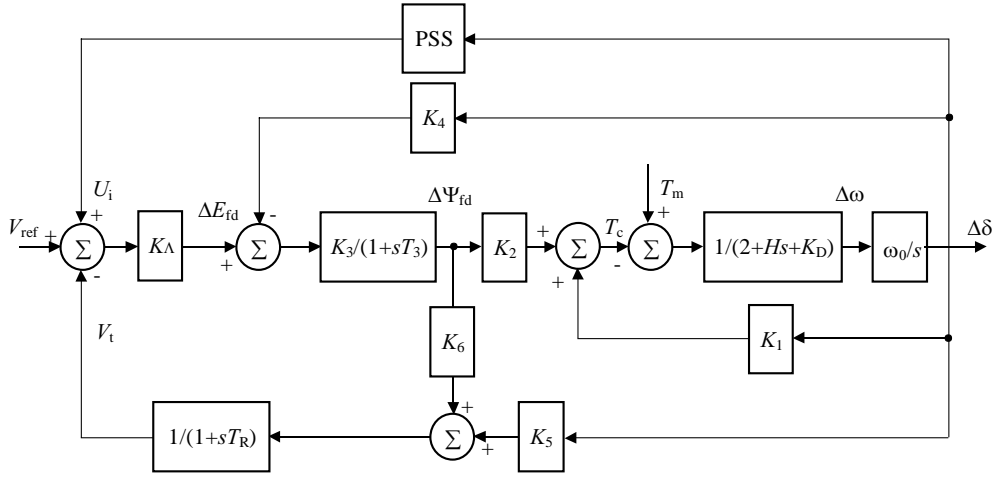 PSS
K₄
Uᵢ
ΔΨfd
Tm
Δω
+
ΔEfd
-
+
Vref
+
Σ
KΛ
Σ
K₃/(1+sT₃)
K₂
+
Σ
Tc
Σ
1/(2+Hs+KD)
ω₀/s
Δδ
-
+
+
-
Vt
K₆
K₁
+
1/(1+sTR)
Σ
+
K₅